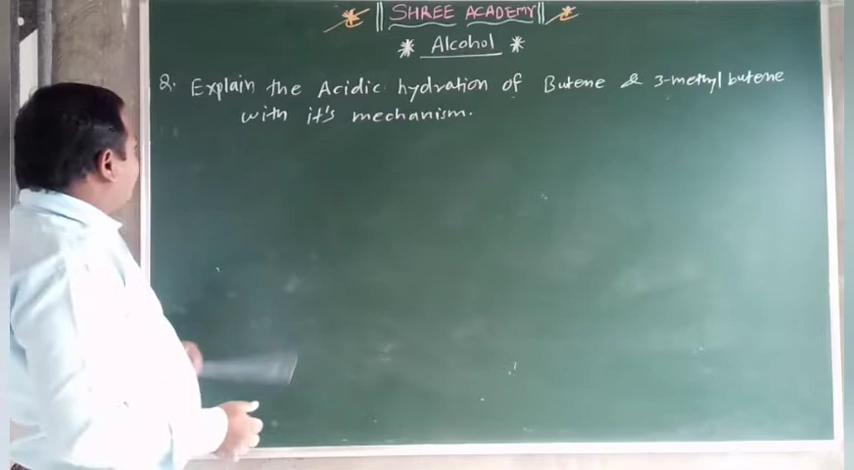 SHREE ACADEMY
Alcohol
Q. Explain the Acidic hydration of Butene & 3-methyl butene
with it's mechanism.